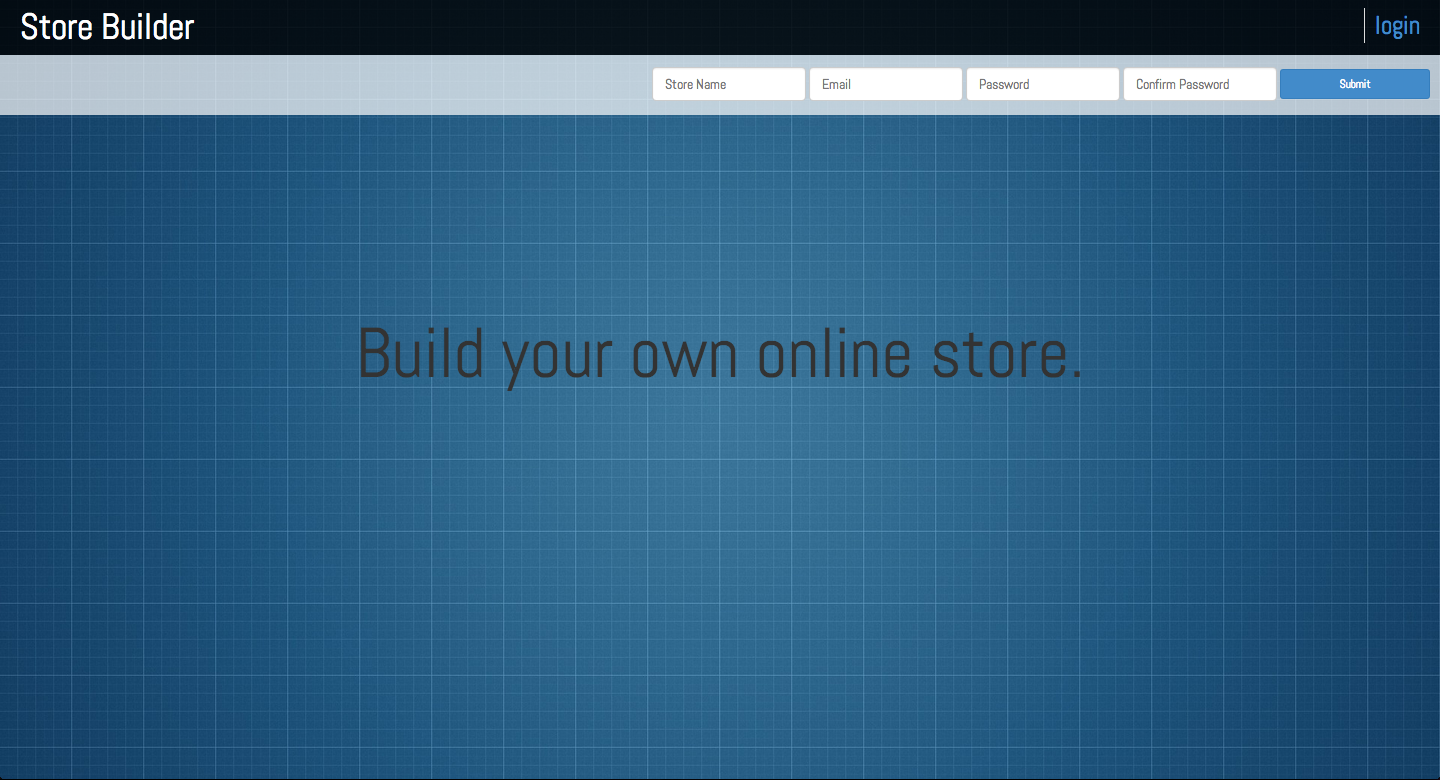 Store Builder
login
Store Name
Email
Password
Confirm Password
Submit
Build your own online store.